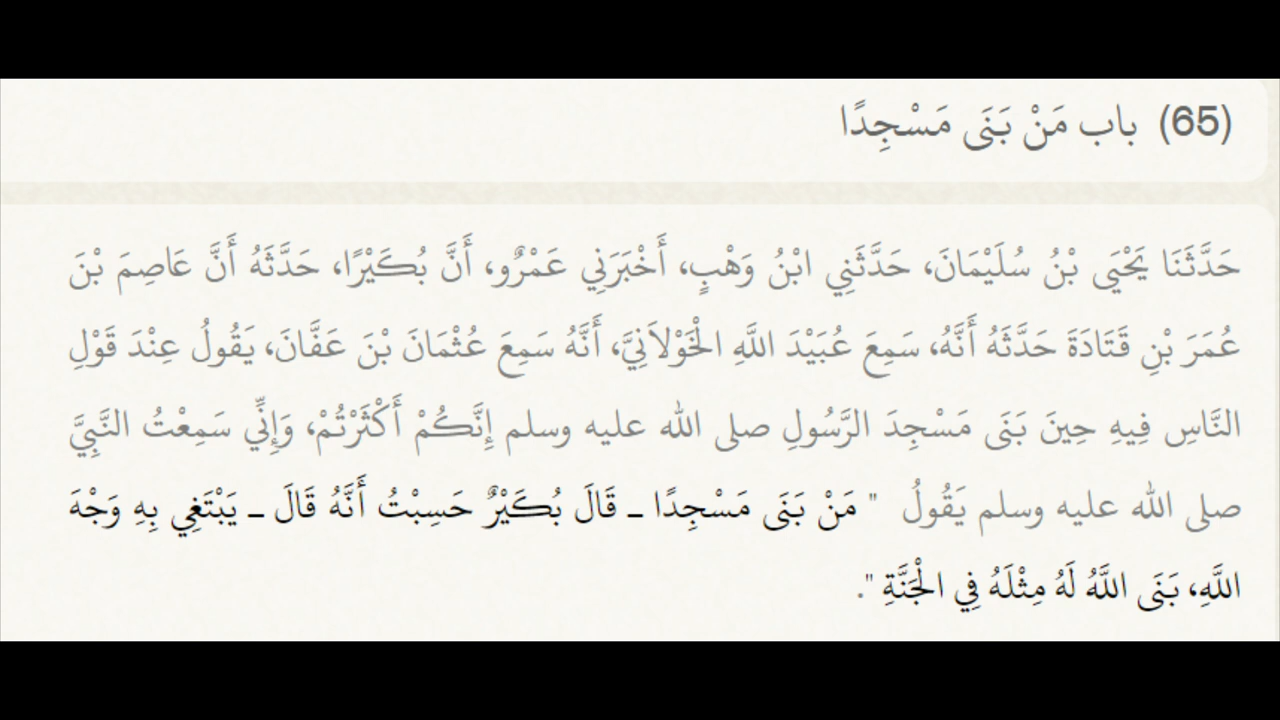 (65) باب مَنْ بَنَى مَسْجِدًا
حَدَّثَنَا يَحْيَى بْنُ سُلَيْمَانَ، حَدَّثَنِي ابْنُ وَهْبٍ، أَخْبَرَنِي عَمْرٌو، أَنَّ بُكَيْرًا، حَدَّثَهُ أَنَّ عَاصِمَ بْنَ
عُمَرَ بْنِ قَتَادَةَ حَدَّثَهُ أَنَّهُ، سَمِعَ عُبَيْدَ اللَّهِ الْخَوْلاَنِيَّ، أَنَّهُ سَمِعَ عُثْمَانَ بْنَ عَفَّانَ، يَقُولُ عِنْدَ قَوْلِ
النَّاسِ فِيهِ حِينَ بَنَى مَسْجِدَ الرَّسُولِ صلى الله عليه وسلم إِنَّكُمْ أَكْثَرْتُمْ، وَإِنِّي سَمِعْتُ النَّبِيَّ
صلى الله عليه وسلم يَقُولُ " مَنْ بَنَى مَسْجِدًا ـ قَالَ بُكَيْرٌ حَسِبْتُ أَنَّهُ قَالَ ـ يَبْتَغِي بِهِ وَجْهَ
اللَّهِ، بَنَى اللَّهُ لَهُ مِثْلَهُ فِي الْجَنَّةِ ".